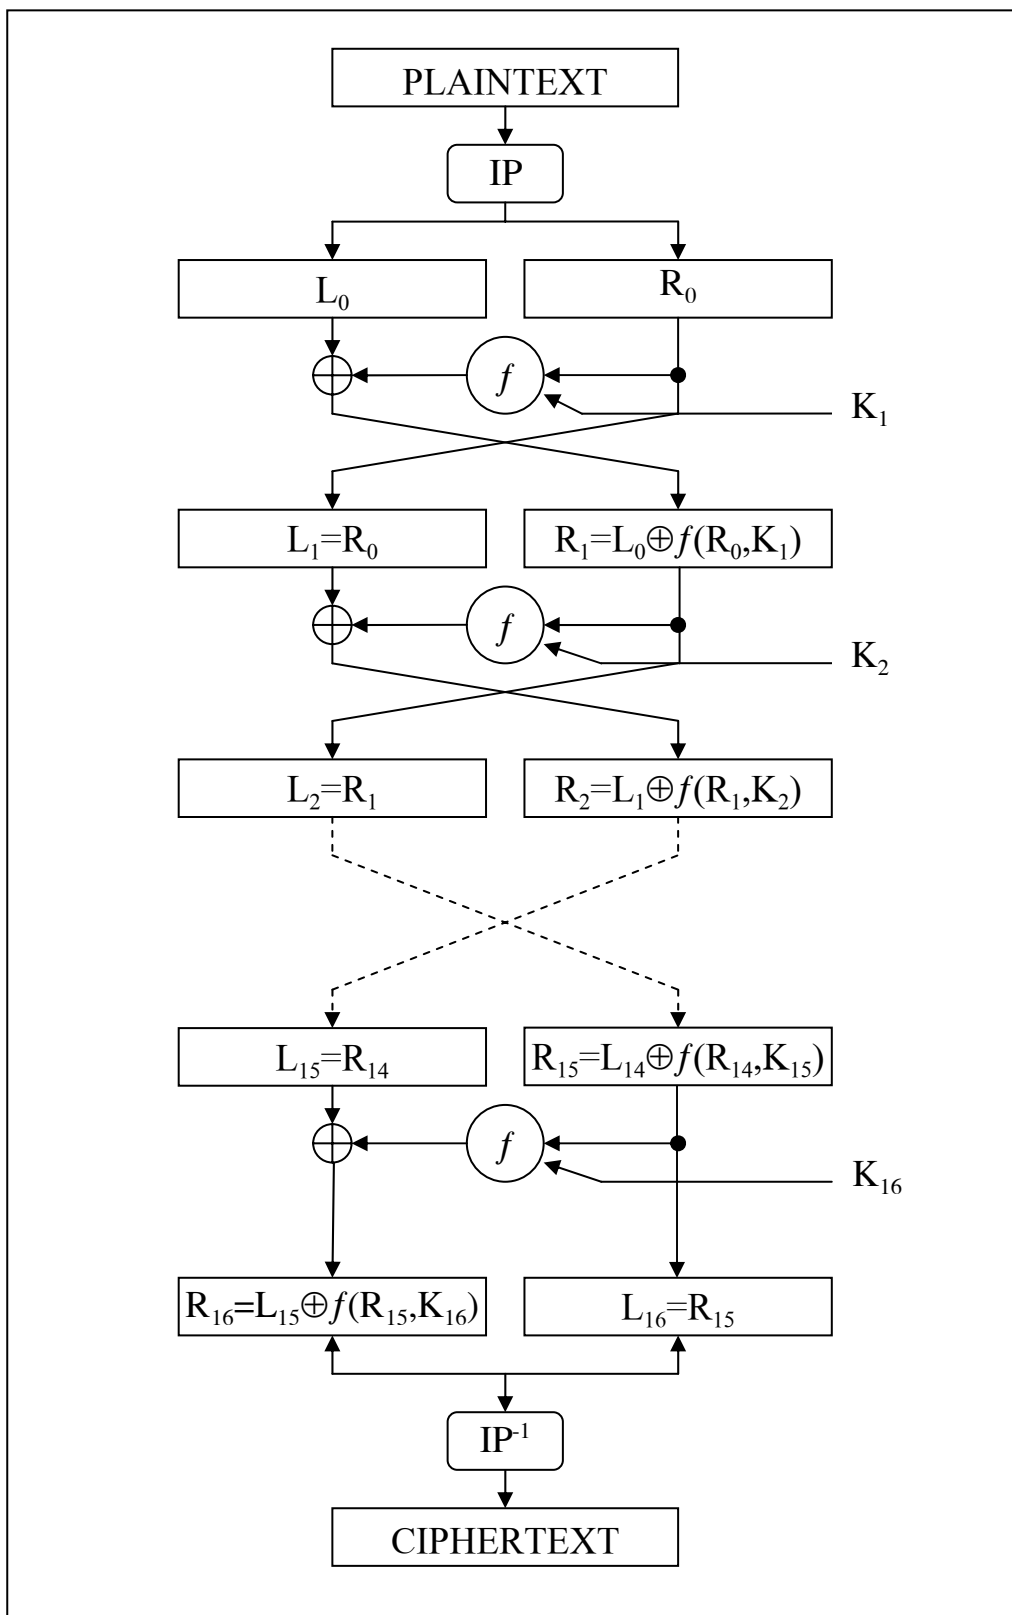 PLAINTEXT
IP
L₀
R₀
f
K₁
L₁=R₀
R₁=L₀⊕f(R₀,K₁)
f
K₂
L₂=R₁
R₂=L₁⊕f(R₁,K₂)
L₁₅=R₁₄
R₁₅=L₁₄⊕f(R₁₄,K₁₅)
f
K₁₆
R₁₆=L₁₅⊕f(R₁₅,K₁₆)
L₁₆=R₁₅
IP⁻¹
CIPHERTEXT